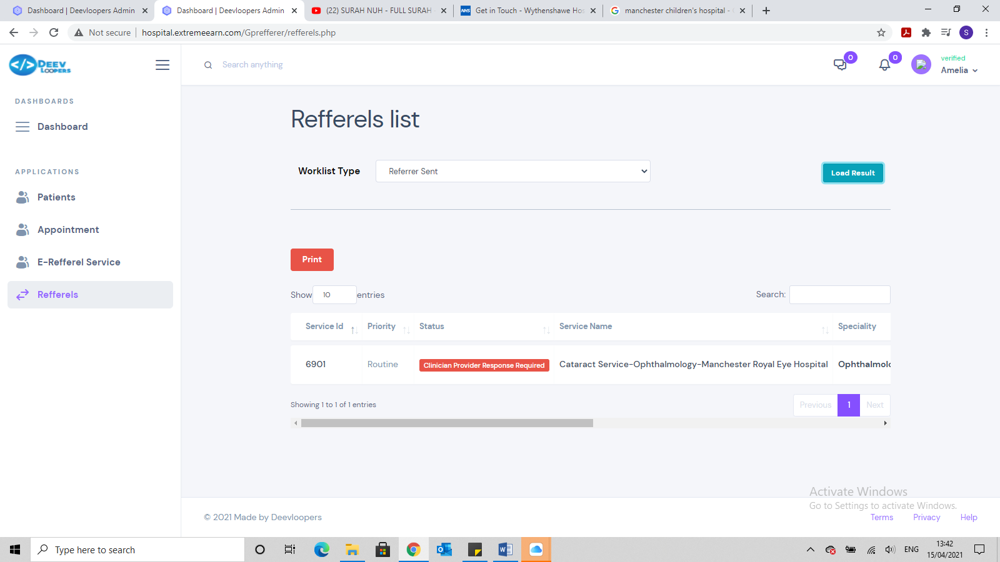 Dashboard | Deevloopers Admin
Dashboard | Deevloopers Admin
(22) SURAH NUH - FULL SURAH
NHS Get in Touch - Wythenshawe Hos
manchester children's hospital -
Not secure | hospital.extremeearn.com/Gprefferer/refferels.php
S
</> DEEV LOOPERS
Search anything
0
0
verified
Amelia
DASHBOARDS
Dashboard
APPLICATIONS
Patients
Appointment
E-Refferel Service
Refferels
Refferels list
Worklist Type
Referrer Sent
Load Result
Print
Show 10 entries
Search:
Service Id Priority Status Service Name Speciality
6901 Routine Clinician Provider Response Required Cataract Service-Ophthalmology-Manchester Royal Eye Hospital Ophthalmolo
Showing 1 to 1 of 1 entries
Previous 1 Next
Activate Windows
Go to Settings to activate Windows.
© 2021 Made by Deevloopers
Terms Privacy Help
Type here to search
ENG
13:42
15/04/2021